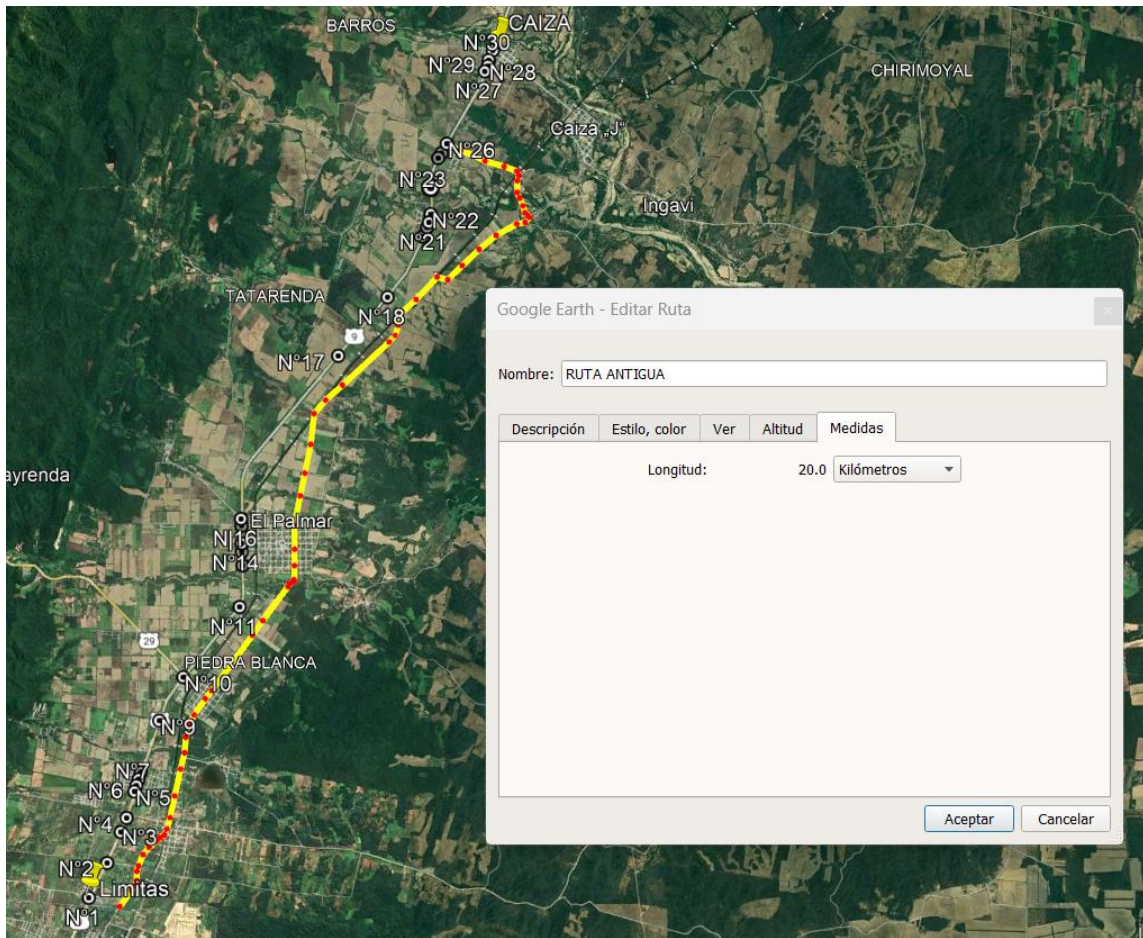 BARROS
CAIZA
N°30
N°29
N°28
N°27
CHIRIMOYAL
Caiza „J"
N°26
N°23
Ingavi
N°22
N°21
TATARENDA
N°18
9
N°17
Google Earth - Editar Ruta
Nombre: RUTA ANTIGUA
Descripción Estilo, color Ver Altitud Medidas
Longitud: 20.0 Kilómetros
ayrenda
El Palmar
N|16
N°14
N°11
29
PIEDRA BLANCA
N°10
N°9
N°7
N°6
N°5
N°4
N°3
Aceptar Cancelar
N°2
Limitas
N°1